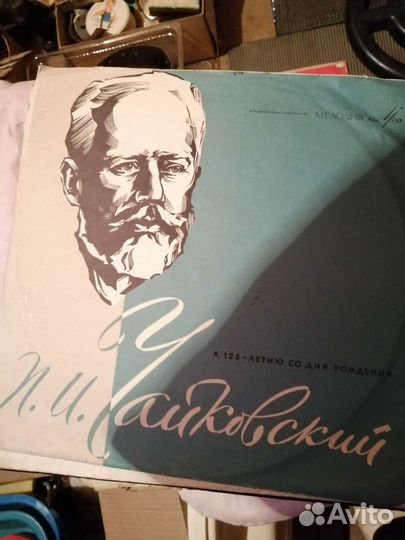 МЕЛОДИЯ
К 125-ЛЕТИЮ СО ДНЯ РОЖДЕНИЯ
П. И. Чайковский
Avito